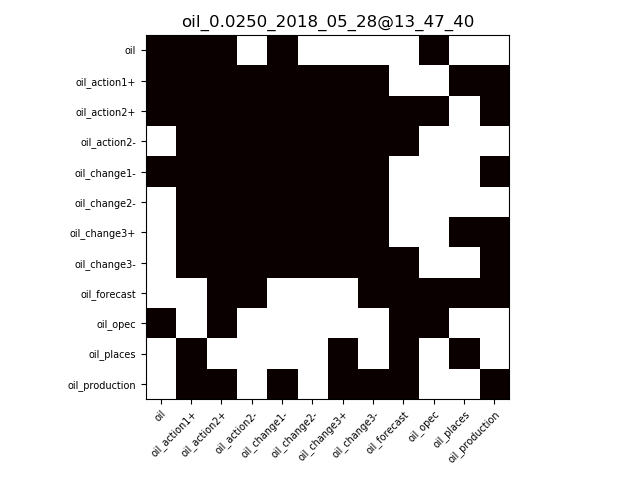 oil_0.0250_2018_05_28@13_47_40
oil
oil_action1+
oil_action2+
oil_action2-
oil_change1-
oil_change2-
oil_change3+
oil_change3-
oil_forecast
oil_opec
oil_places
oil_production
oil
oil_action1+
oil_action2+
oil_action2-
oil_change1-
oil_change2-
oil_change3+
oil_change3-
oil_forecast
oil_opec
oil_places
oil_production